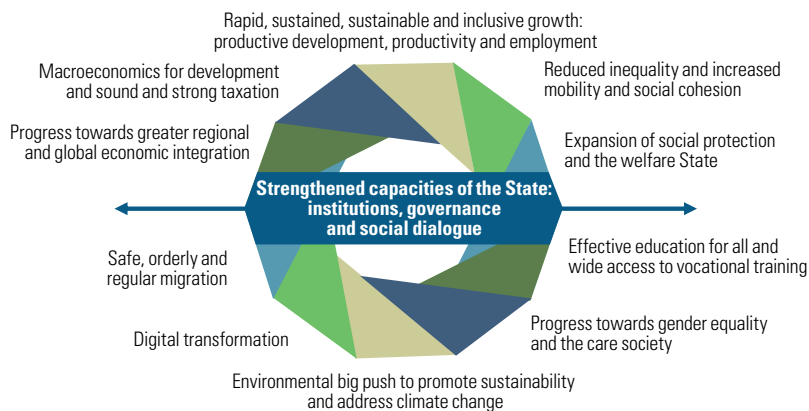 Rapid, sustained, sustainable and inclusive growth:
productive development, productivity and employment
Macroeconomics for development
and sound and strong taxation
Reduced inequality and increased
mobility and social cohesion
Progress towards greater regional
and global economic integration
Expansion of social protection
and the welfare State
Strengthened capacities of the State:
institutions, governance
and social dialogue
Safe, orderly and
regular migration
Effective education for all and
wide access to vocational training
Digital transformation
Progress towards gender equality
and the care society
Environmental big push to promote sustainability
and address climate change